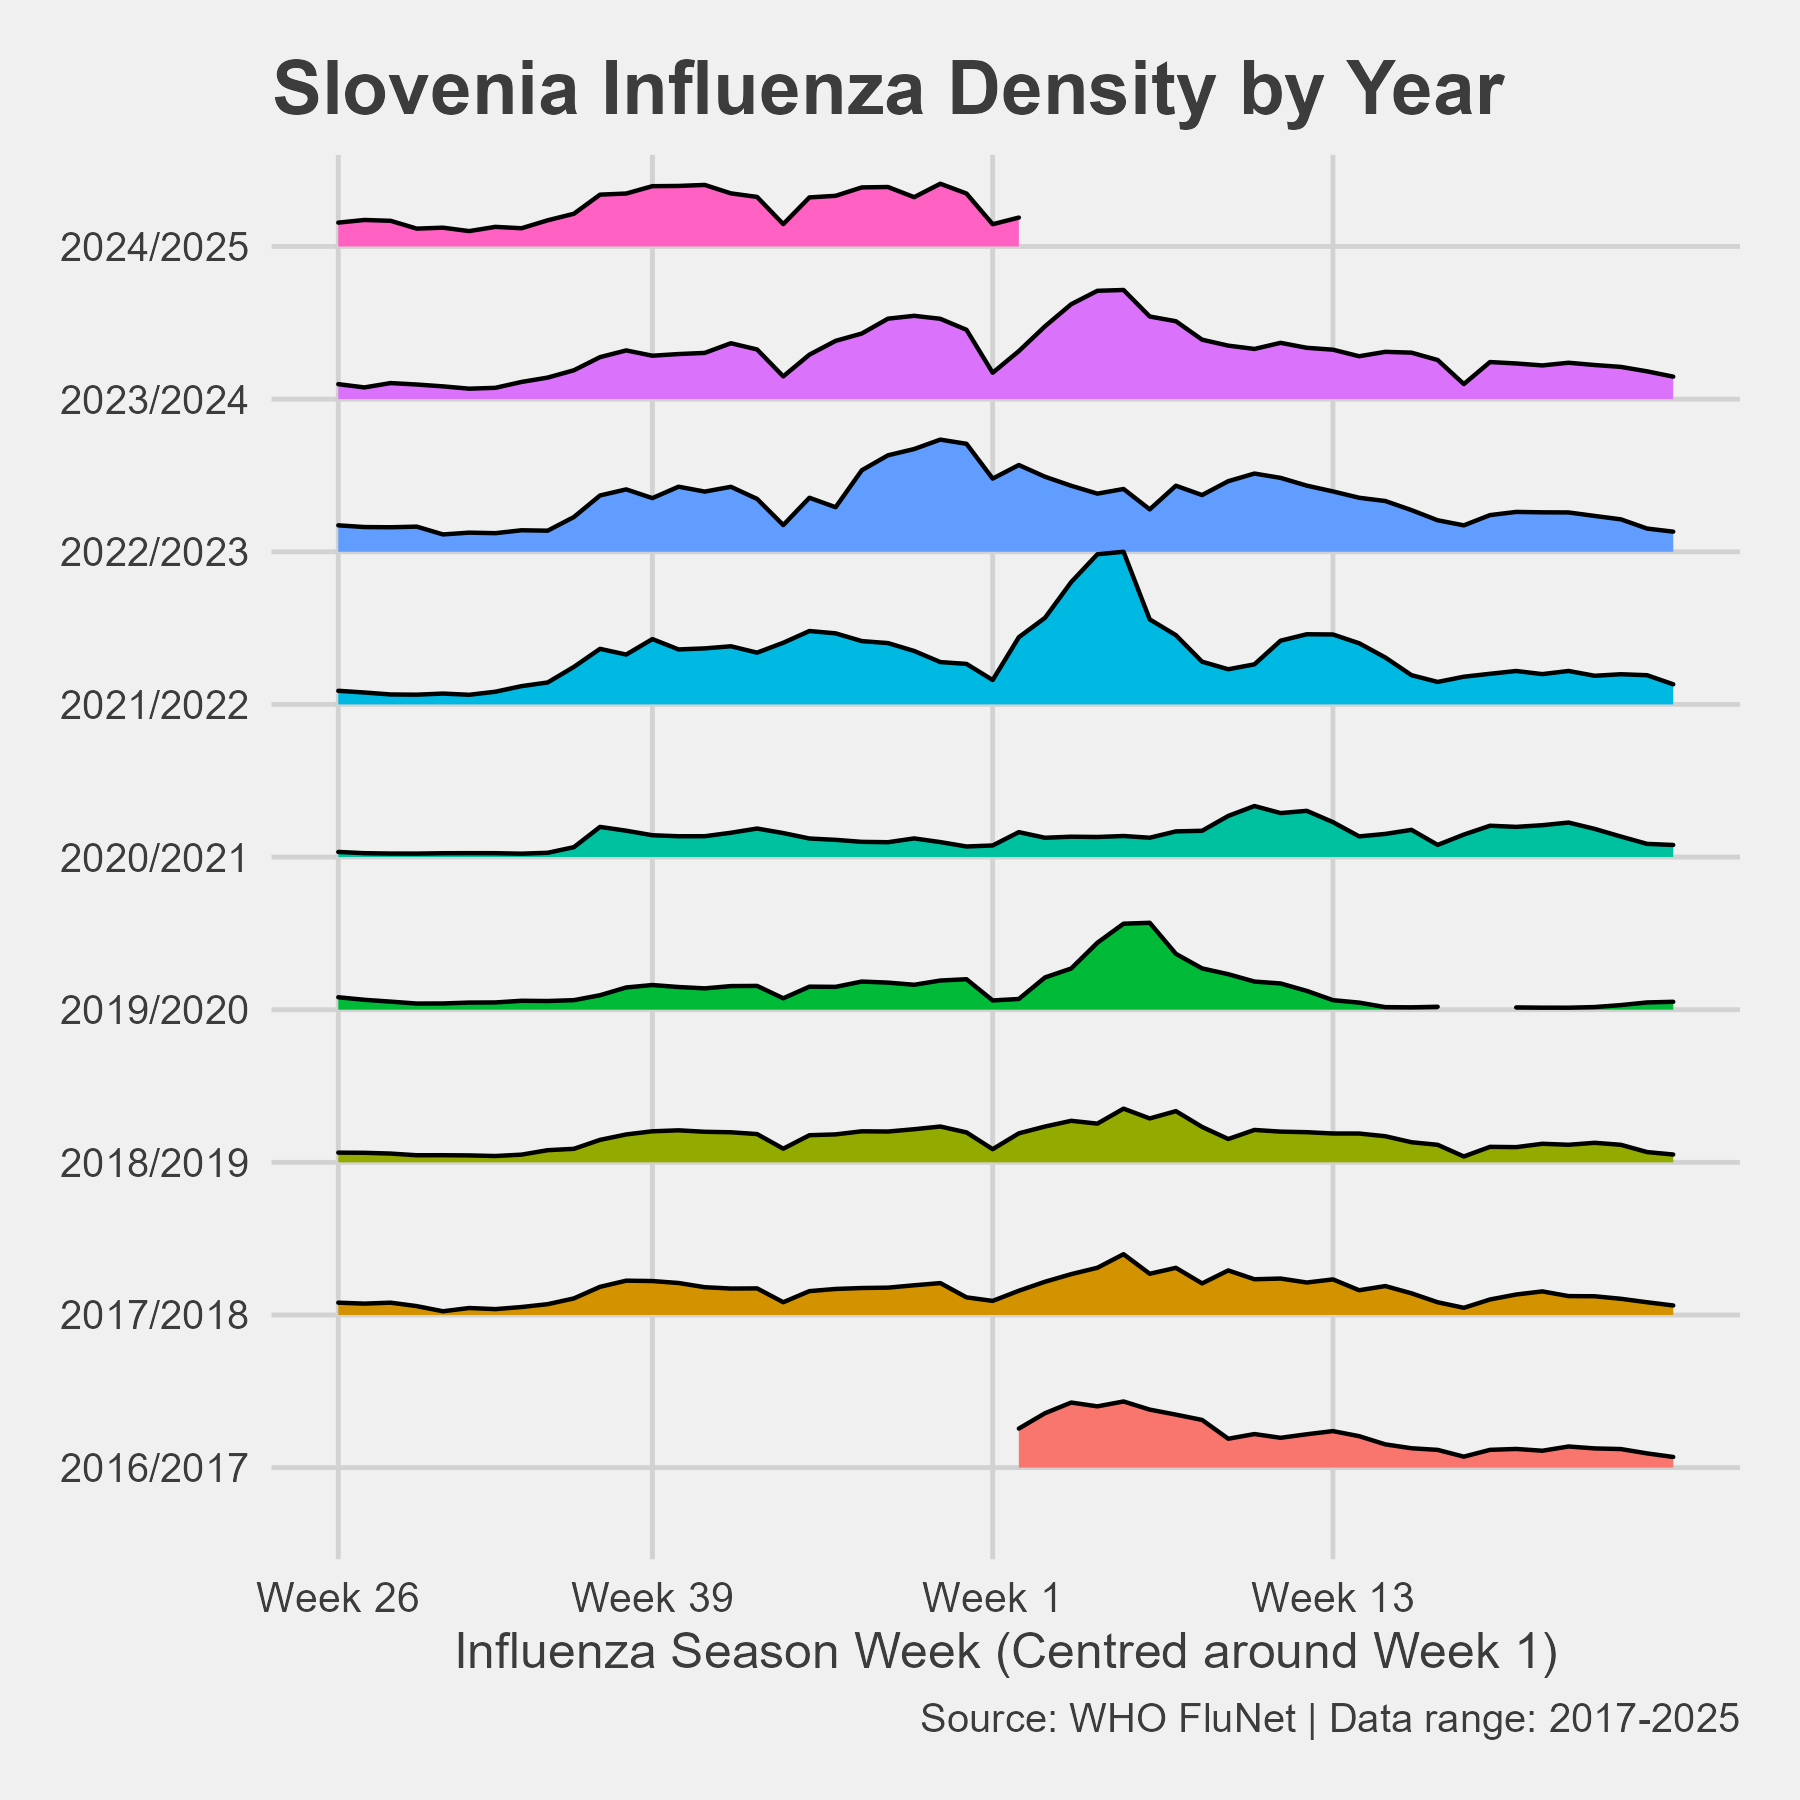 Slovenia Influenza Density by Year
2024/2025
2023/2024
2022/2023
2021/2022
2020/2021
2019/2020
2018/2019
2017/2018
2016/2017
Week 26 Week 39 Week 1 Week 13
Influenza Season Week (Centred around Week 1)
Source: WHO FluNet | Data range: 2017-2025